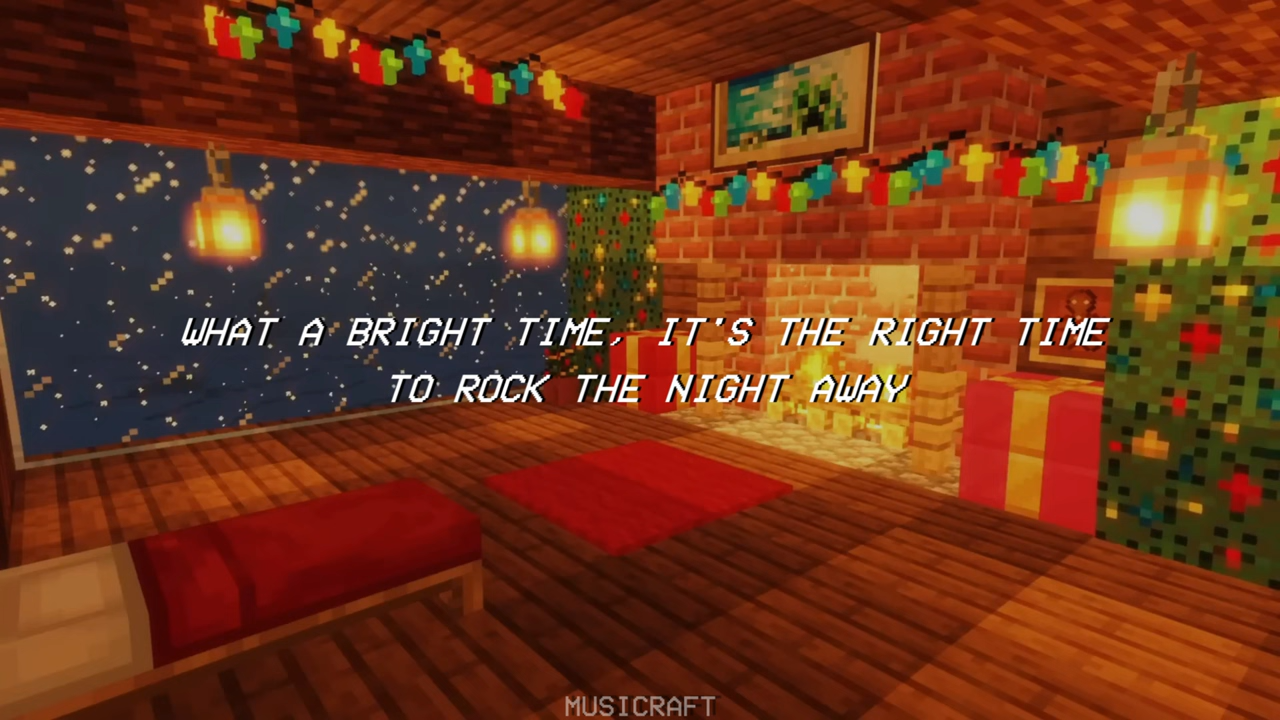 WHAT A BRIGHT TIME, IT'S THE RIGHT TIME
TO ROCK THE NIGHT AWAY
MUSICRAFT